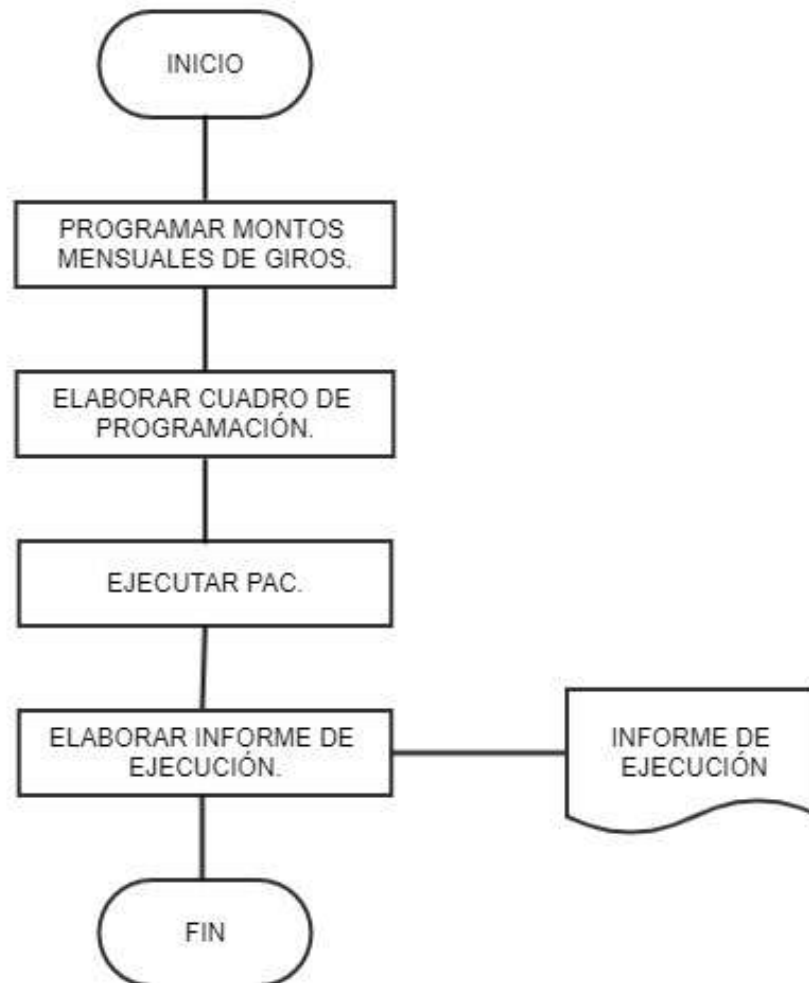 INICIO
PROGRAMAR MONTOS
MENSUALES DE GIROS.
ELABORAR CUADRO DE
PROGRAMACIÓN.
EJECUTAR PAC.
ELABORAR INFORME DE
EJECUCIÓN.
INFORME DE
EJECUCIÓN
FIN